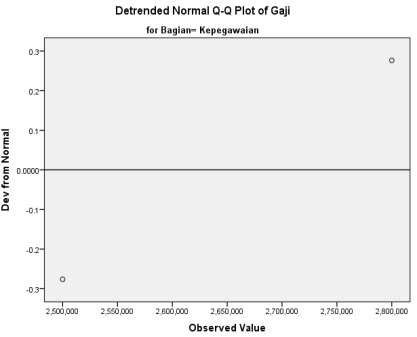 Detrended Normal Q-Q Plot of Gaji
for Bagian= Kepegawaian
0.3
0.2
0.1
0.0000
-0.1
-0.2
-0.3
Dev from Normal
2,500,000 2,550,000 2,600,000 2,650,000 2,700,000 2,750,000 2,800,000
Observed Value